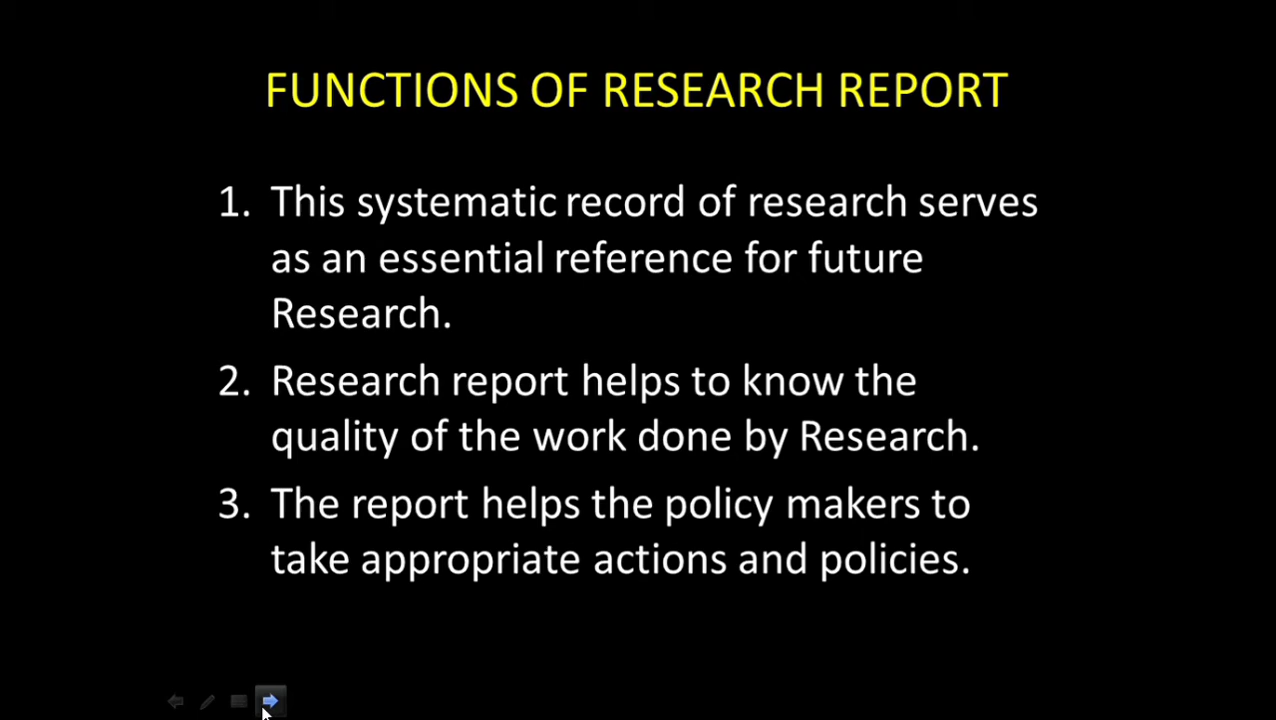 FUNCTIONS OF RESEARCH REPORT
1. This systematic record of research serves
as an essential reference for future
Research.
2. Research report helps to know the
quality of the work done by Research.
3. The report helps the policy makers to
take appropriate actions and policies.